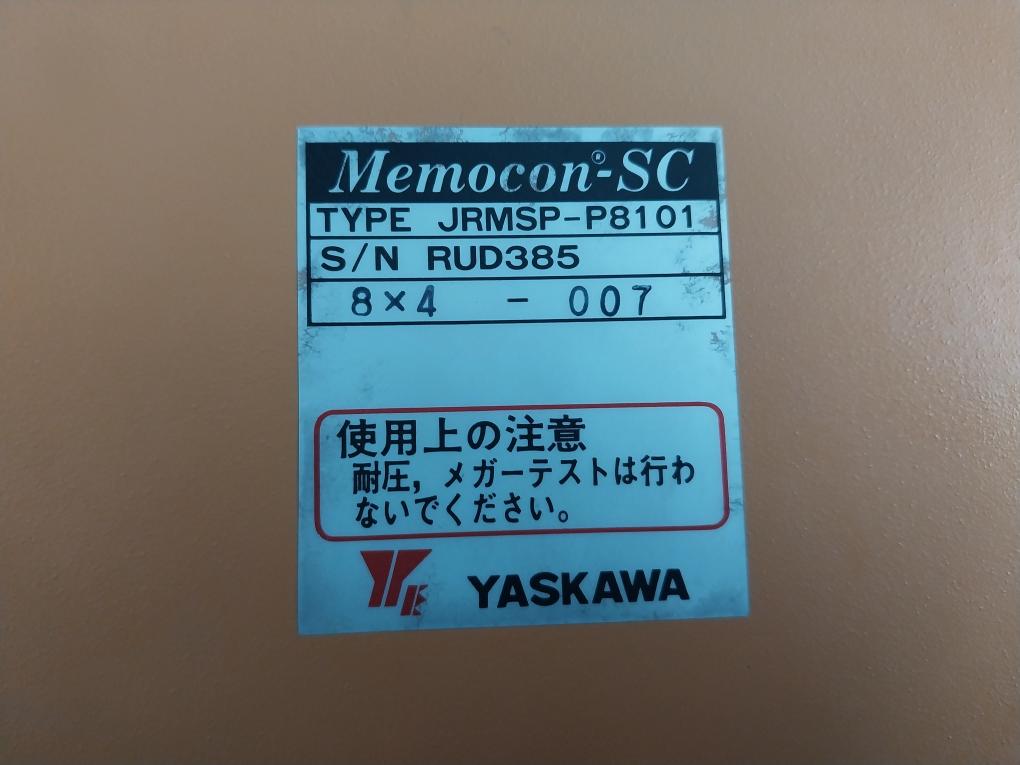 Memocon®-SC
TYPE JRMSP-P8101
S/N RUD385
8×4 - 007
使用上の注意
耐圧，メガーテストは行わ
ないでください。
YASKAWA